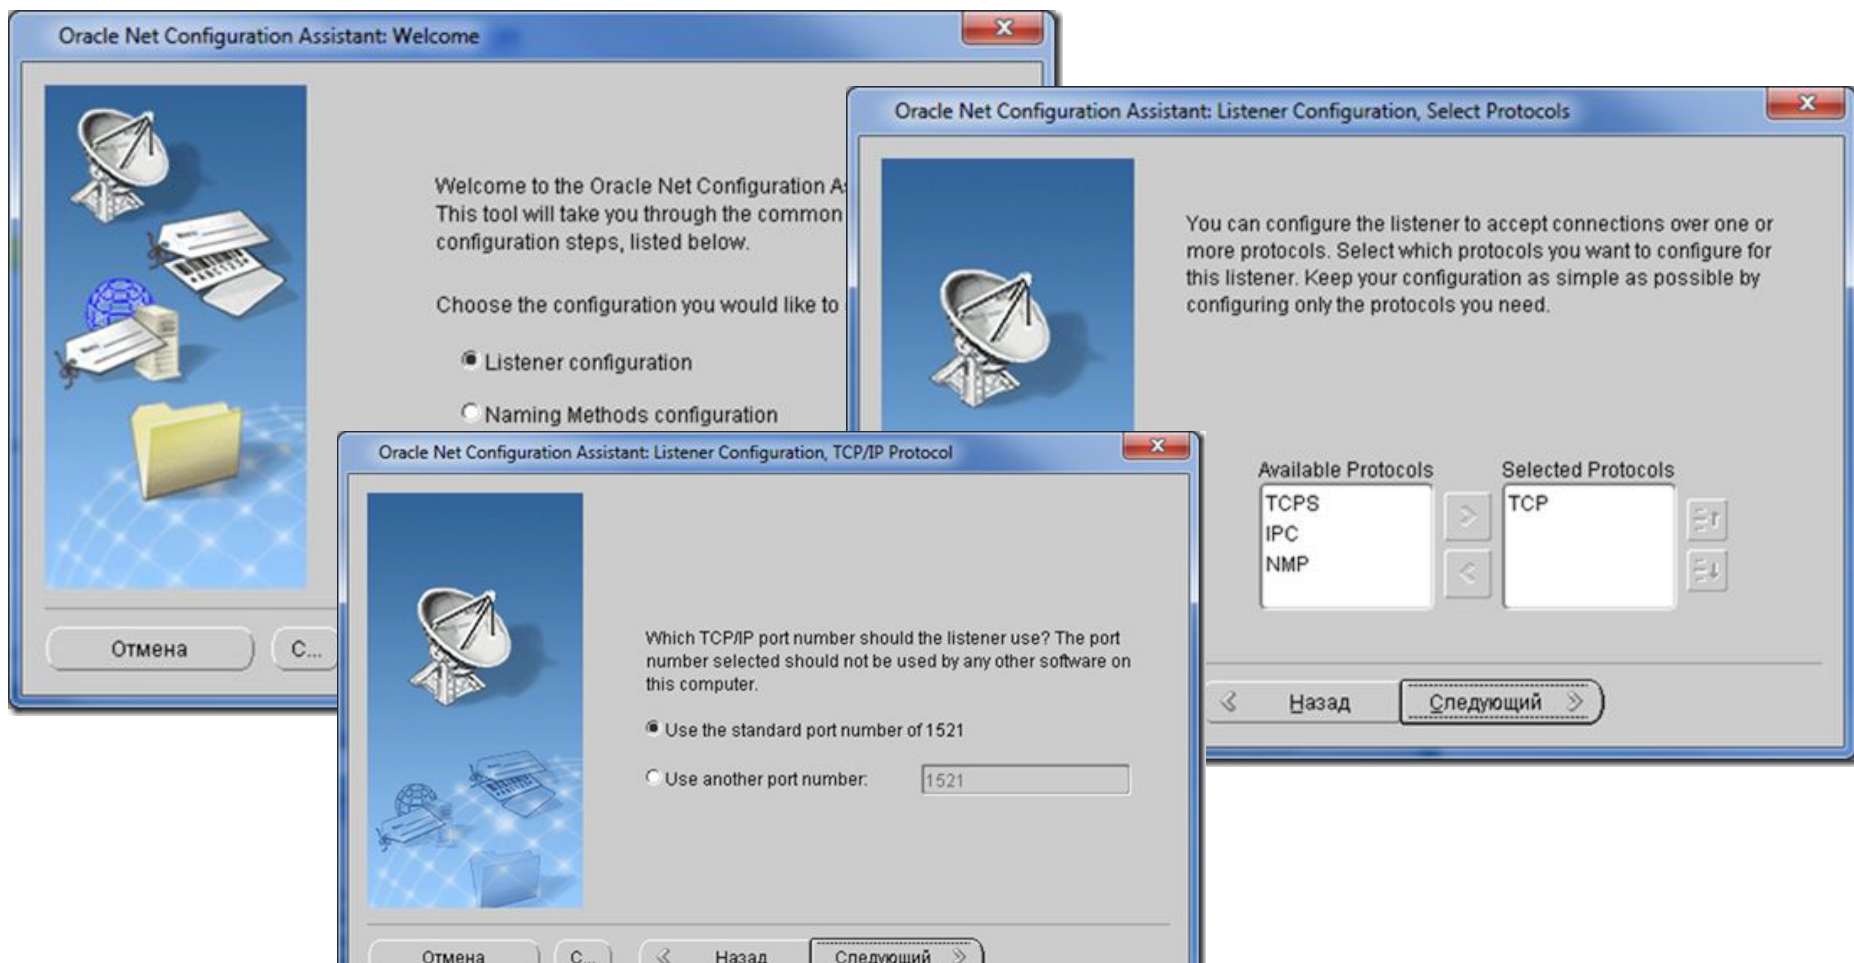 Oracle Net Configuration Assistant: Welcome
Welcome to the Oracle Net Configuration
This tool will take you through the common
configuration steps, listed below.
Choose the configuration you would like to
Listener configuration
Naming Methods configuration
Отмена
С...
Oracle Net Configuration Assistant: Listener Configuration, Select Protocols
You can configure the listener to accept connections over one or
more protocols. Select which protocols you want to configure for
this listener. Keep your configuration as simple as possible by
configuring only the protocols you need.
Available Protocols
Selected Protocols
TCPS
IPC
NMP
TCP
Назад
Следующий
Oracle Net Configuration Assistant: Listener Configuration, TCP/IP Protocol
Which TCP/IP port number should the listener use? The port
number selected should not be used by any other software on
this computer.
Use the standard port number of 1521
Use another port number:
1521
Отмена
С...
Назад
Следующий